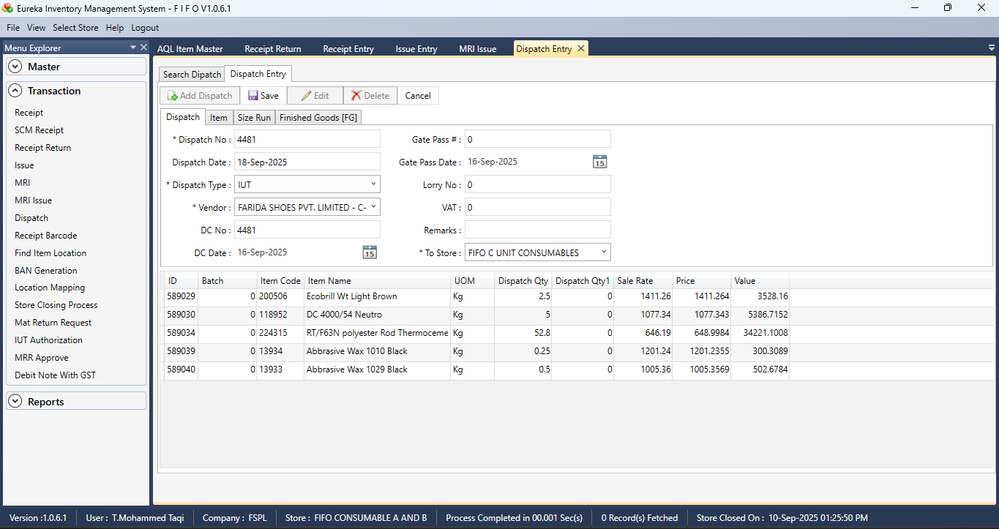 Eureka Inventory Management System - F I F O V1.0.6.1
File View Select Store Help Logout
Menu Explorer
AQL Item Master Receipt Return Receipt Entry Issue Entry MRI Issue Dispatch Entry
Master
Transaction
Receipt
SCM Receipt
Receipt Return
Issue
MRI
MRI Issue
Dispatch
Receipt Barcode
Find Item Location
BAN Generation
Location Mapping
Store Closing Process
Mat Return Request
IUT Authorization
MRR Approve
Debit Note With GST
Reports
Search Dipatch Dispatch Entry
Add Dispatch Save Edit Delete Cancel
Dispatch Item Size Run Finished Goods [FG]
* Dispatch No : 4481 Gate Pass # : 0
Dispatch Date : 18-Sep-2025 Gate Pass Date : 16-Sep-2025 15
* Dispatch Type : IUT Lorry No : 0
* Vendor : FARIDA SHOES PVT. LIMITED - C- VAT : 0
DC No : 4481 Remarks :
DC Date : 16-Sep-2025 15 * To Store : FIFO C UNIT CONSUMABLES
ID Batch Item Code Item Name UOM Dispatch Qty Dispatch Qty1 Sale Rate Price Value
589029 0 200506 Ecobrill Wt Light Brown Kg 2.5 0 1411.26 1411.264 3528.16
589030 0 118952 DC 4000/54 Neutro Kg 5 0 1077.34 1077.343 5386.7152
589034 0 224315 RT/F63N polyester Rod Thermoceme Kg 52.8 0 646.19 648.9984 34221.1008
589039 0 13934 Abbrasive Wax 1010 Black Kg 0.25 0 1201.24 1201.2355 300.3089
589040 0 13933 Abbrasive Wax 1029 Black Kg 0.5 0 1005.36 1005.3569 502.6784
Version :1.0.6.1 User : T.Mohammed Taqi Company : FSPL Store : FIFO CONSUMABLE A AND B Process Completed in 00.001 Sec(s) 0 Record(s) Fetched Store Closed On : 10-Sep-2025 01:25:50 PM